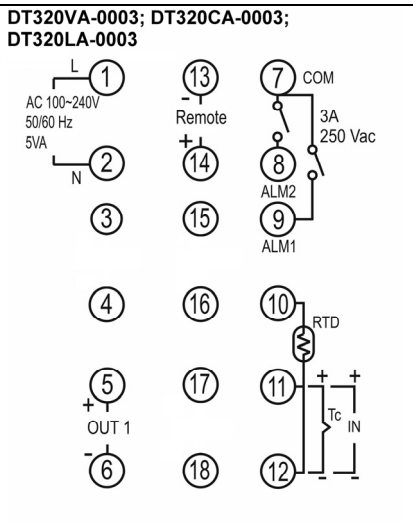 DT320VA-0003; DT320CA-0003;
DT320LA-0003
L
1
13
7
COM
AC 100~240V
50/60 Hz
5VA
-
Remote
+
3A
250 Vac
N
2
14
8
ALM2
3
15
9
ALM1
4
16
10
RTD
5
17
11
+
+
+
OUT 1
Tc
IN
-
6
18
12
-
-